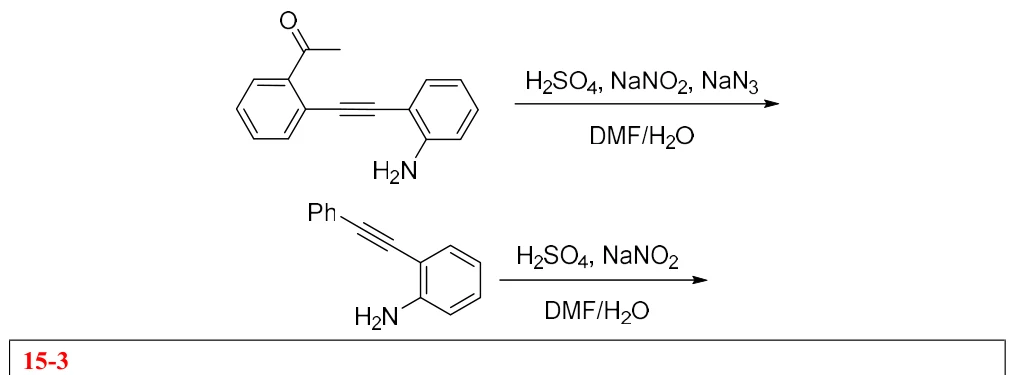 O
H₂SO₄, NaNO₂, NaN₃
DMF/H₂O
H₂N
Ph
H₂SO₄, NaNO₂
DMF/H₂O
H₂N
15-3